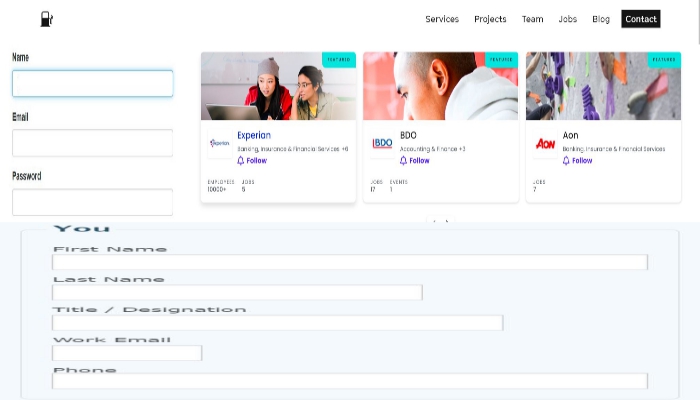 Services Projects Team Jobs Blog Contact
Name
Email
Password
FEATURED
Experian
Experian
Banking, Insurance & Financial Services +6
Follow
EMPLOYEES JOBS
10000+ 5
FEATURED
BDO
BDO
Accounting & Finance +3
Follow
JOBS EVENTS
17 1
FEATURED
AON
Aon
Banking, Insurance & Financial Services
Follow
JOBS
7
You
First Name
Last Name
Title / Designation
Work Email
Phone